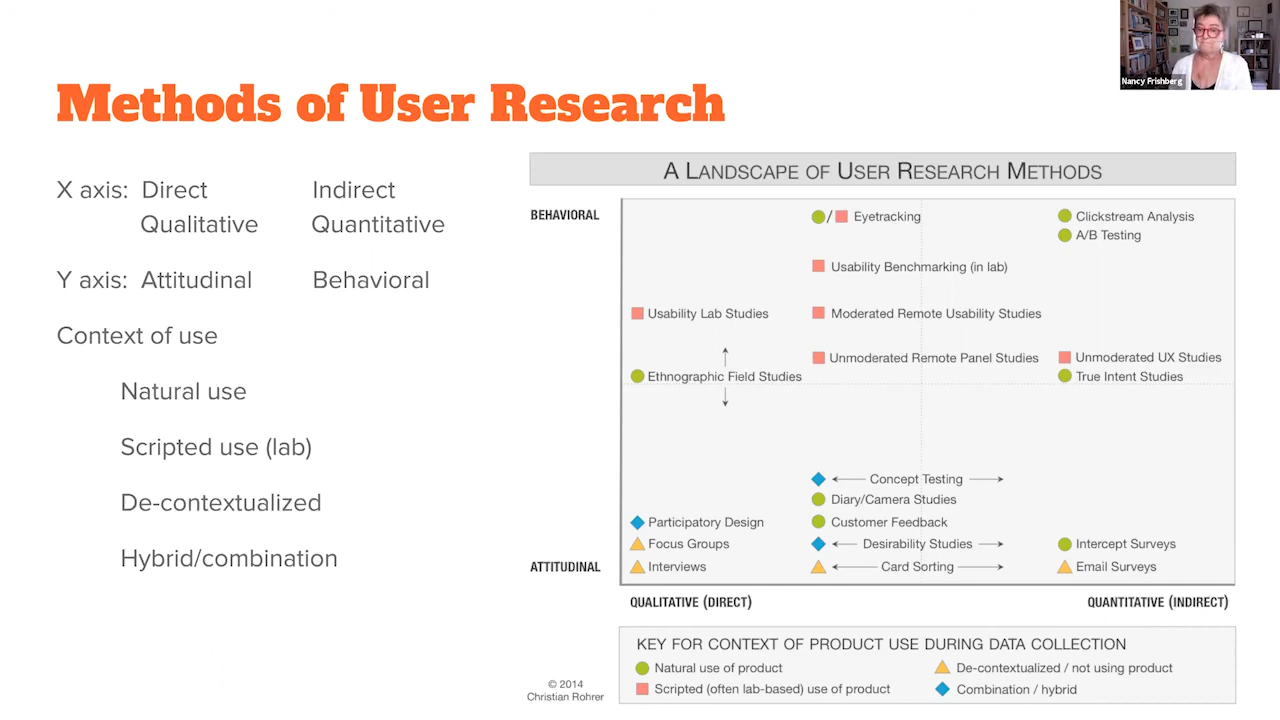 Nancy Frishberg
Methods of User Research
X axis: Direct Indirect
Qualitative Quantitative
Y axis: Attitudinal Behavioral
Context of use
Natural use
Scripted use (lab)
De-contextualized
Hybrid/combination
A LANDSCAPE OF USER RESEARCH METHODS
BEHAVIORAL
/ Eyetracking
Clickstream Analysis
A/B Testing
Usability Benchmarking (in lab)
Usability Lab Studies
Moderated Remote Usability Studies
Unmoderated Remote Panel Studies
Unmoderated UX Studies
Ethnographic Field Studies
True Intent Studies
Concept Testing
Diary/Camera Studies
Participatory Design
Customer Feedback
Focus Groups
Desirability Studies
Intercept Surveys
ATTITUDINAL
Interviews
Card Sorting
Email Surveys
QUALITATIVE (DIRECT)
QUANTITATIVE (INDIRECT)
KEY FOR CONTEXT OF PRODUCT USE DURING DATA COLLECTION
Natural use of product
De-contextualized / not using product
Scripted (often lab-based) use of product
Combination / hybrid
© 2014
Christian Rohrer